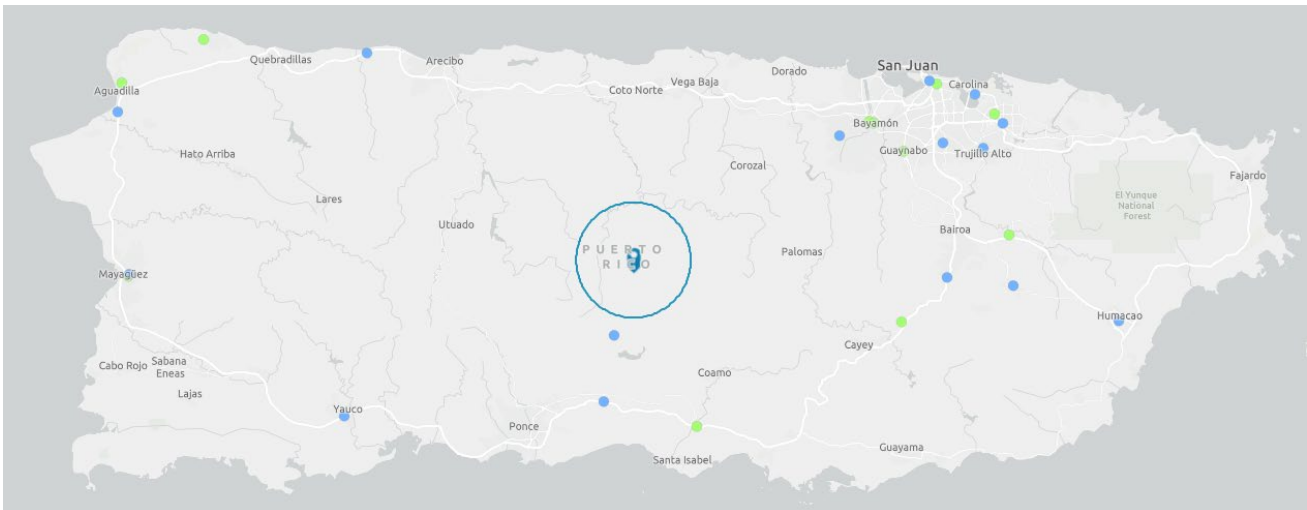 San Juan
Quebradillas
Arecibo
Dorado
Aguadilla
Coto Norte
Vega Baja
Carolina
Bayamón
Hato Arriba
Guaynabo
Trujillo Alto
Corozal
Fajardo
Lares
El Yunque
National
Forest
Utuado
Bairoa
PUERTO
RICO
Palomas
Mayagüez
Humacao
Cayey
Cabo Rojo
Sabana
Eneas
Coamo
Lajas
Yauco
Ponce
Guayama
Santa Isabel